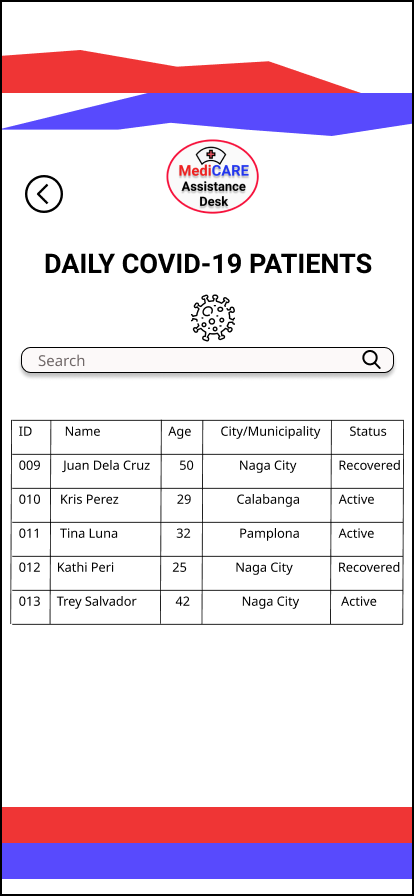 MediCARE
Assistance
Desk
DAILY COVID-19 PATIENTS
Search
ID Name Age City/Municipality Status
009 Juan Dela Cruz 50 Naga City Recovered
010 Kris Perez 29 Calabanga Active
011 Tina Luna 32 Pamplona Active
012 Kathi Peri 25 Naga City Recovered
013 Trey Salvador 42 Naga City Active